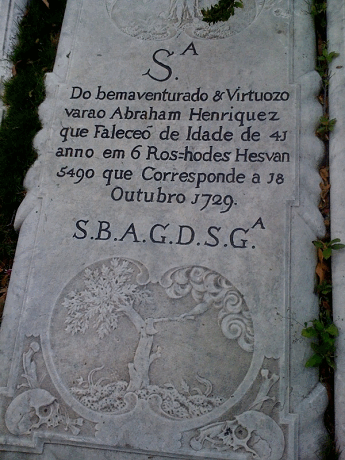 S.ᴬ
Do bemaventurado & Virtuozo
varao Abraham Henriquez
que Faleceó de Idade de 41
anno em 6 Ros=hodes Hesvan
5490 que Corresponde a 18
Outubro 1729.
S.B.A.G.D.S.G.ᴬ